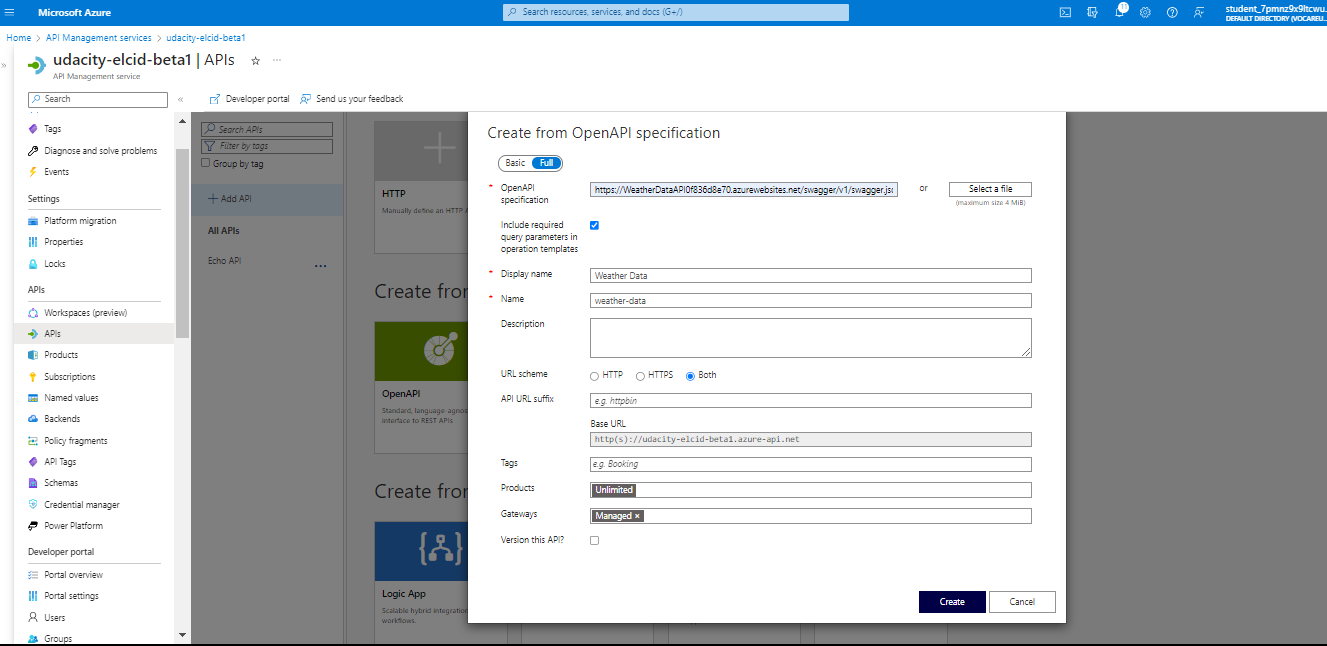 Microsoft Azure
Search resources, services, and docs (G+/)
11
student_7pmnz9x9ltcwu...
DEFAULT DIRECTORY (VOCAREU...
Home > API Management services > udacity-elcid-beta1
udacity-elcid-beta1 | APIs
API Management service
Search
Developer portal
Send us your feedback
Tags
Diagnose and solve problems
Events
Settings
Platform migration
Properties
Locks
APIs
Workspaces (preview)
APIs
Products
Subscriptions
Named values
Backends
Policy fragments
API Tags
Schemas
Credential manager
Power Platform
Developer portal
Portal overview
Portal settings
Users
Groups
Search APIs
Filter by tags
Group by tag
+ Add API
All APIs
Echo API
...
HTTP
Manually define an HTTP A
Create from
OpenAPI
Standard, language-agnos
interface to REST APIs
Create from
Logic App
Scalable hybrid integration
workflows.
Create from OpenAPI specification
Basic Full
* OpenAPI
specification
https://WeatherDataAPI0f836d8e70.azurewebsites.net/swagger/v1/swagger.jso
or
Select a file
(maximum size 4 MiB)
Include required
query parameters in
operation templates
* Display name
Weather Data
* Name
weather-data
Description
URL scheme
HTTP HTTPS Both
API URL suffix
e.g. httpbin
Base URL
http(s)://udacity-elcid-beta1.azure-api.net
Tags
e.g. Booking
Products
Unlimited
Gateways
Managed ×
Version this API?
Create
Cancel